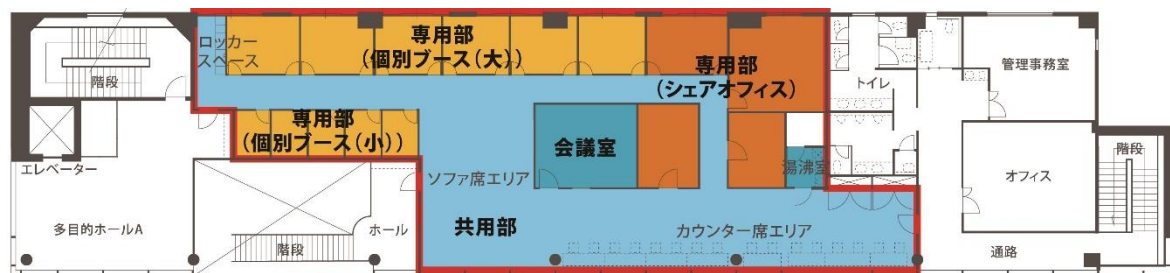 ロッカー
スペース
専用部
(個別ブース(大))
専用部
(シェアオフィス)
階段
トイレ
管理事務室
専用部
(個別ブース(小))
会議室
湯沸室
階段
エレベーター
ソファ席エリア
オフィス
多目的ホールA
ホール
共用部
カウンター席エリア
階段
通路